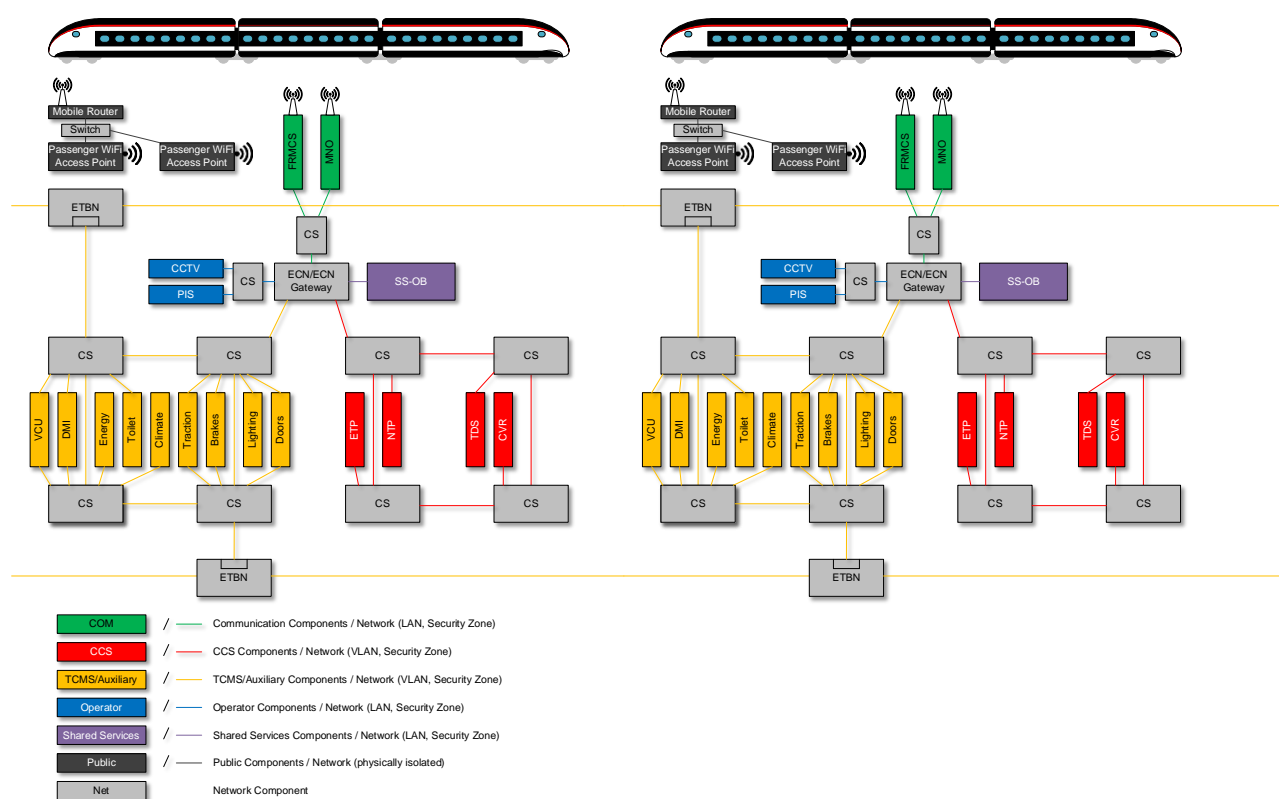 Mobile Router
Switch
Passenger WiFi
Access Point
Passenger WiFi
Access Point
FRMCS
MNO
ETBN
CS
CCTV
PIS
CS
ECN/ECN
Gateway
SS-OB
CS
CS
CS
CS
VCU
DMI
Energy
Toilet
Climate
Traction
Brakes
Lighting
Doors
ETP
NTP
TDS
CVR
CS
CS
CS
CS
ETBN
Mobile Router
Switch
Passenger WiFi
Access Point
Passenger WiFi
Access Point
FRMCS
MNO
ETBN
CS
CCTV
PIS
CS
ECN/ECN
Gateway
SS-OB
CS
CS
CS
CS
VCU
DMI
Energy
Toilet
Climate
Traction
Brakes
Lighting
Doors
ETP
NTP
TDS
CVR
CS
CS
CS
CS
ETBN
COM / Communication Components / Network (LAN, Security Zone)
CCS / CCS Components / Network (VLAN, Security Zone)
TCMS/Auxiliary / TCMS/Auxiliary Components / Network (VLAN, Security Zone)
Operator / Operator Components / Network (LAN, Security Zone)
Shared Services / Shared Services Components / Network (LAN, Security Zone)
Public / Public Components / Network (physically isolated)
Net Network Component